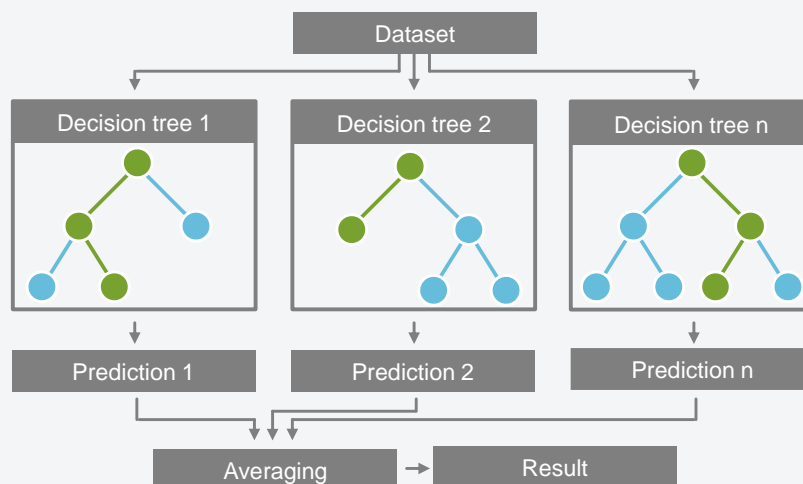 Dataset
Decision tree 1
Decision tree 2
Decision tree n
Prediction 1
Prediction 2
Prediction n
Averaging
Result